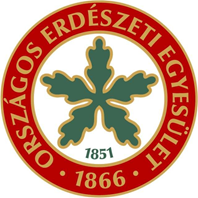 ORSZÁGOS ERDÉSZETI EGYESÜLET
1851
· 1866 ·